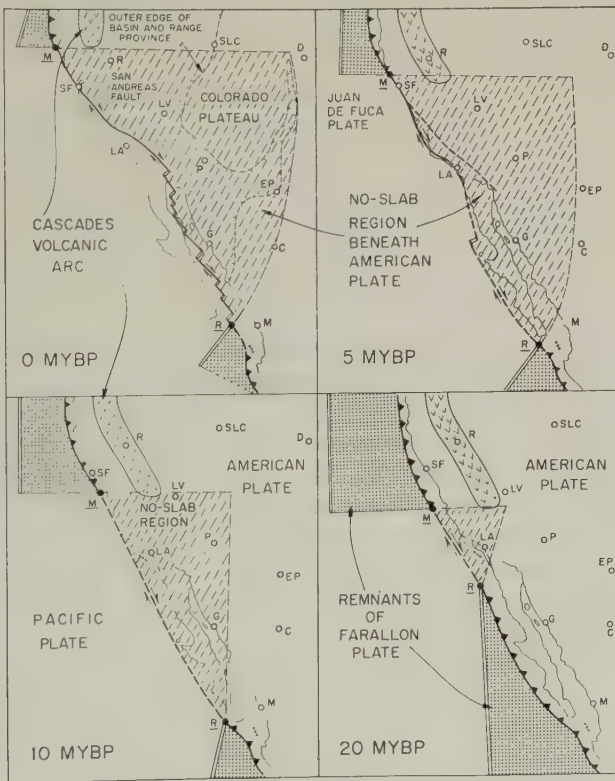 OUTER EDGE OF
BASIN AND RANGE
PROVINCE
SLC
D
M
R
SAN
ANDREAS
FAULT
SF
COLORADO
PLATEAU
LV
LA
P
EP
CASCADES
VOLCANIC
ARC
G
C
R
M
0 MYBP
SLC
D
R
M
SF
JUAN
DE FUCA
PLATE
LV
P
LA
EP
NO-SLAB
REGION
BENEATH
AMERICAN
PLATE
G
C
M
R
5 MYBP
SLC
R
D
AMERICAN
PLATE
SF
LV
M
NO-SLAB
REGION
LA
P
EP
PACIFIC
PLATE
G
C
M
R
10 MYBP
SLC
R
AMERICAN
PLATE
SF
LV
M
LA
P
EP
R
REMNANTS
OF
FARALLON
PLATE
G
C
M
20 MYBP